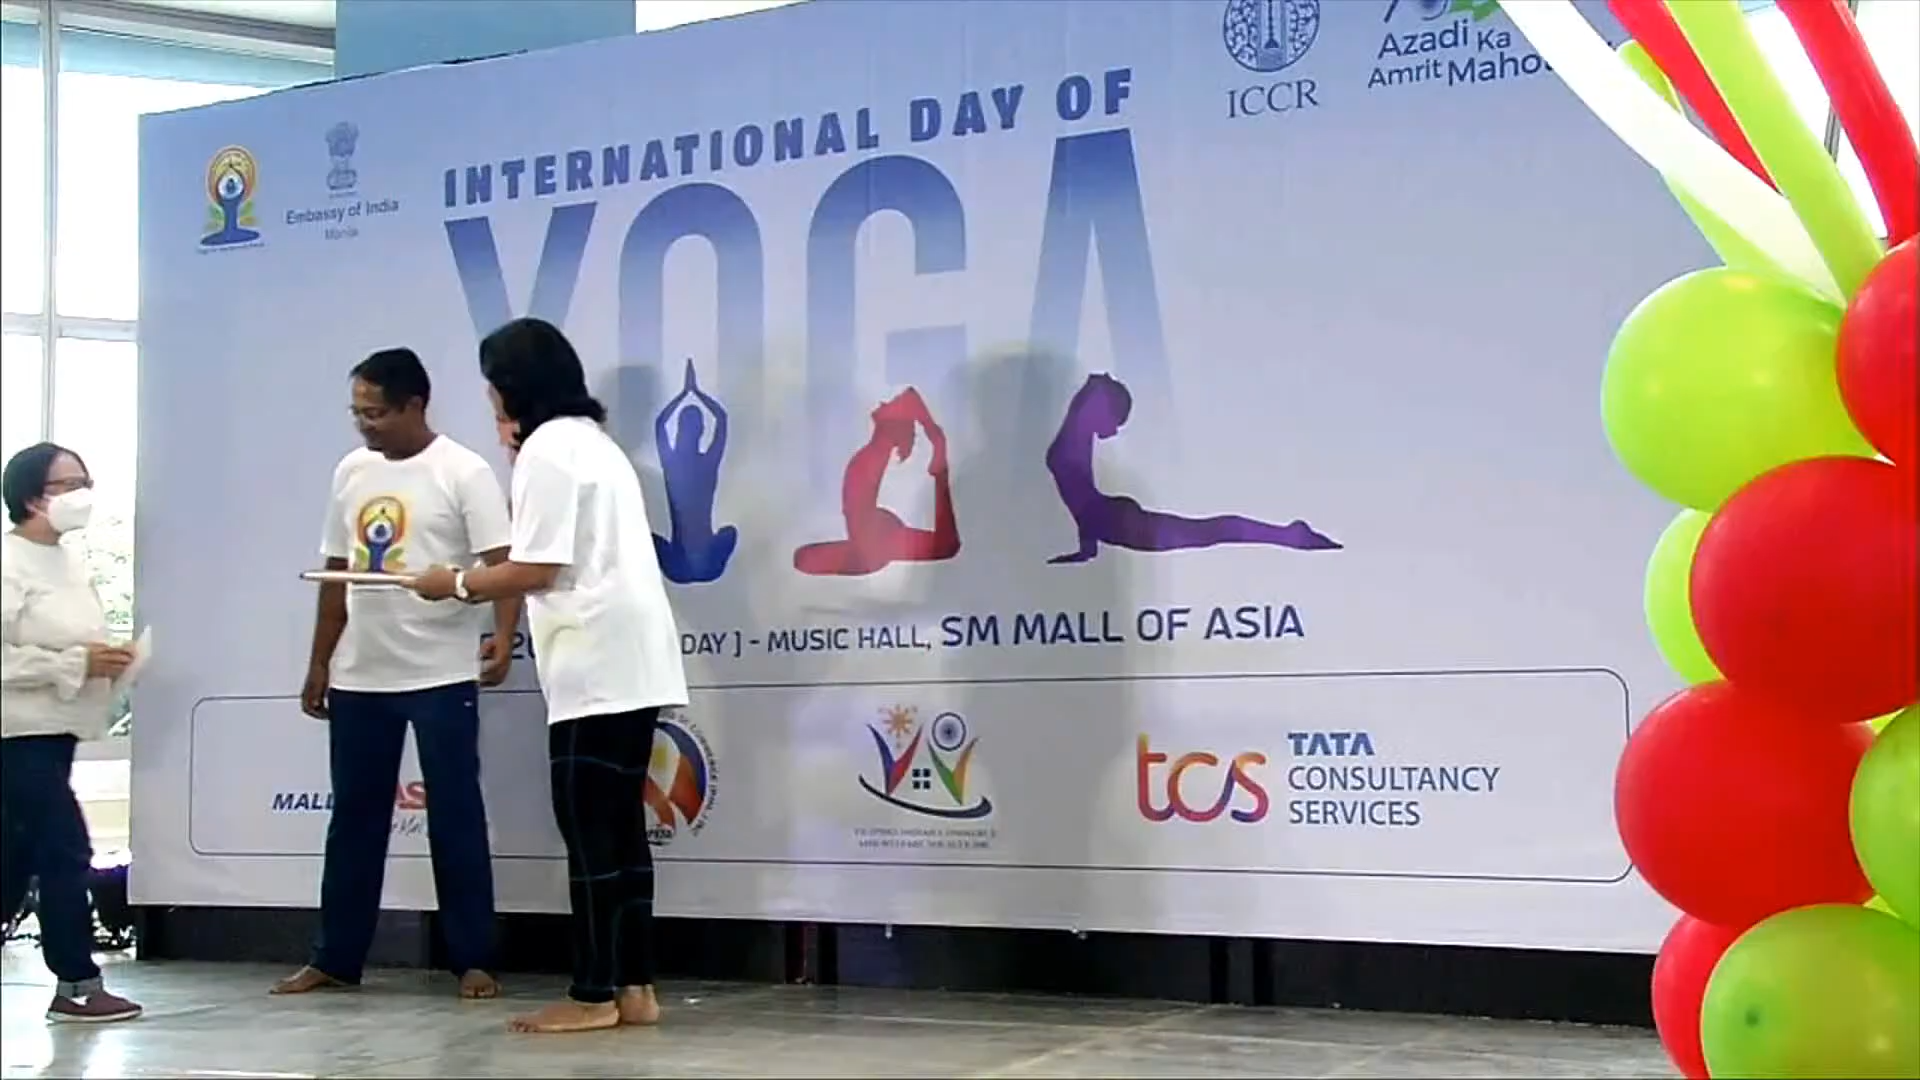 Azadi Ka
Amrit
ICCR
Embassy of India
Manila
INTERNATIONAL DAY OF
YOGA
DAY ] - MUSIC HALL, SM MALL OF ASIA
MALL
tcs TATA
CONSULTANCY
SERVICES